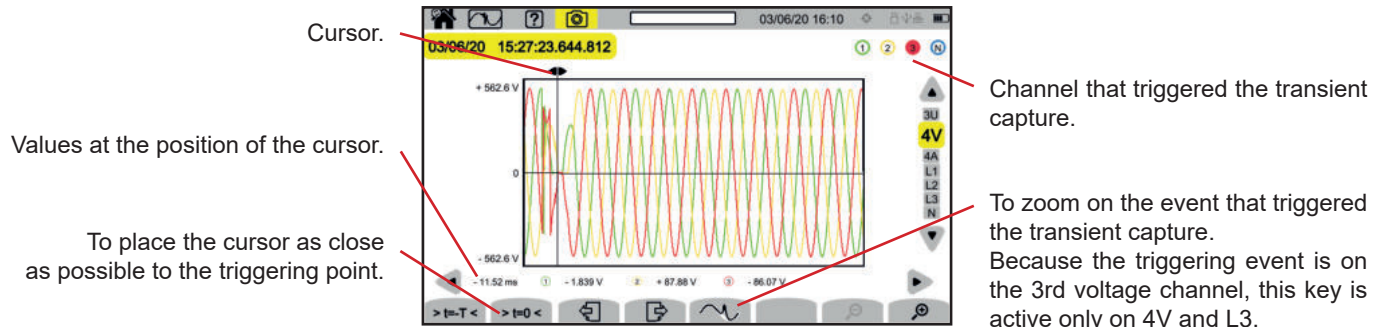 03/06/20 16:10
Cursor.
03/06/20 15:27:23.644.812
1 2 3 N
+ 562.6 V
Channel that triggered the transient
capture.
3U
4V
4A
L1
L2
L3
N
Values at the position of the cursor.
0
To zoom on the event that triggered
the transient capture.
Because the triggering event is on
the 3rd voltage channel, this key is
active only on 4V and L3.
To place the cursor as close
as possible to the triggering point.
- 562.6 V
- 11.52 ms 1 - 1.839 V 2 + 87.88 V 3 - 86.07 V
> t=-T < > t=0 <